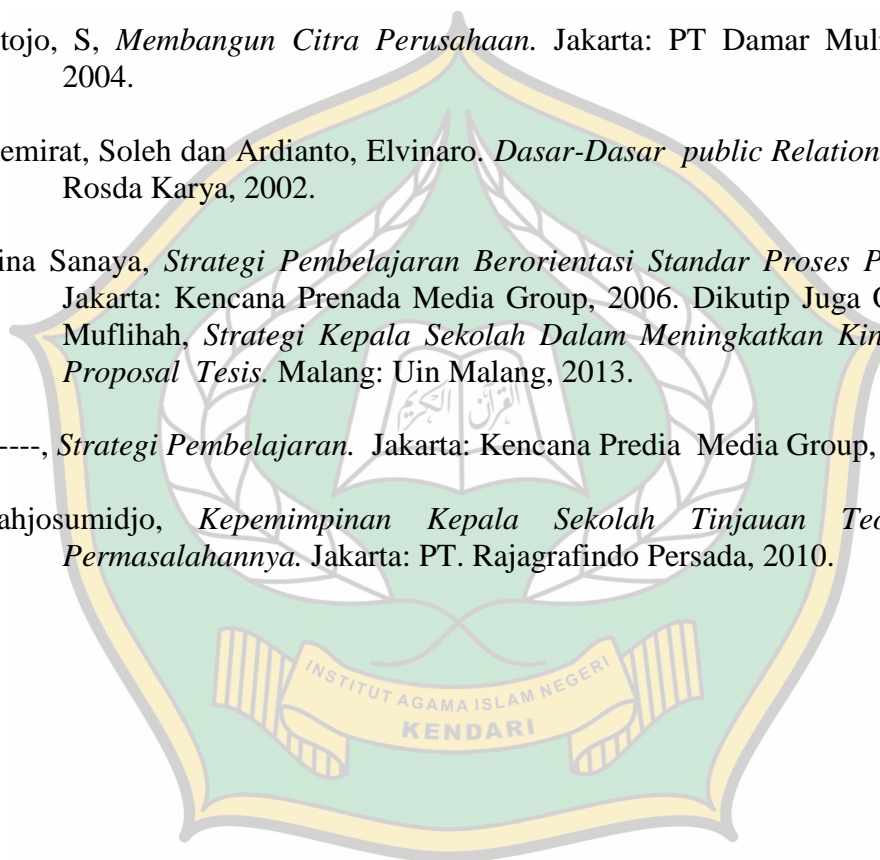 tojo, S, Membangun Citra Perusahaan. Jakarta: PT Damar Muli
2004.
emirat, Soleh dan Ardianto, Elvinaro. Dasar-Dasar public Relation
Rosda Karya, 2002.
ina Sanaya, Strategi Pembelajaran Berorientasi Standar Proses P
Jakarta: Kencana Prenada Media Group, 2006. Dikutip Juga O
Muflihah, Strategi Kepala Sekolah Dalam Meningkatkan Kin
Proposal Tesis. Malang: Uin Malang, 2013.
----, Strategi Pembelajaran. Jakarta: Kencana Predia Media Group,
ahjosumidjo, Kepemimpinan Kepala Sekolah Tinjauan Teo
Permasalahannya. Jakarta: PT. Rajagrafindo Persada, 2010.
القرآن الكريم
INSTITUT AGAMA ISLAM NEGERI
KENDARI